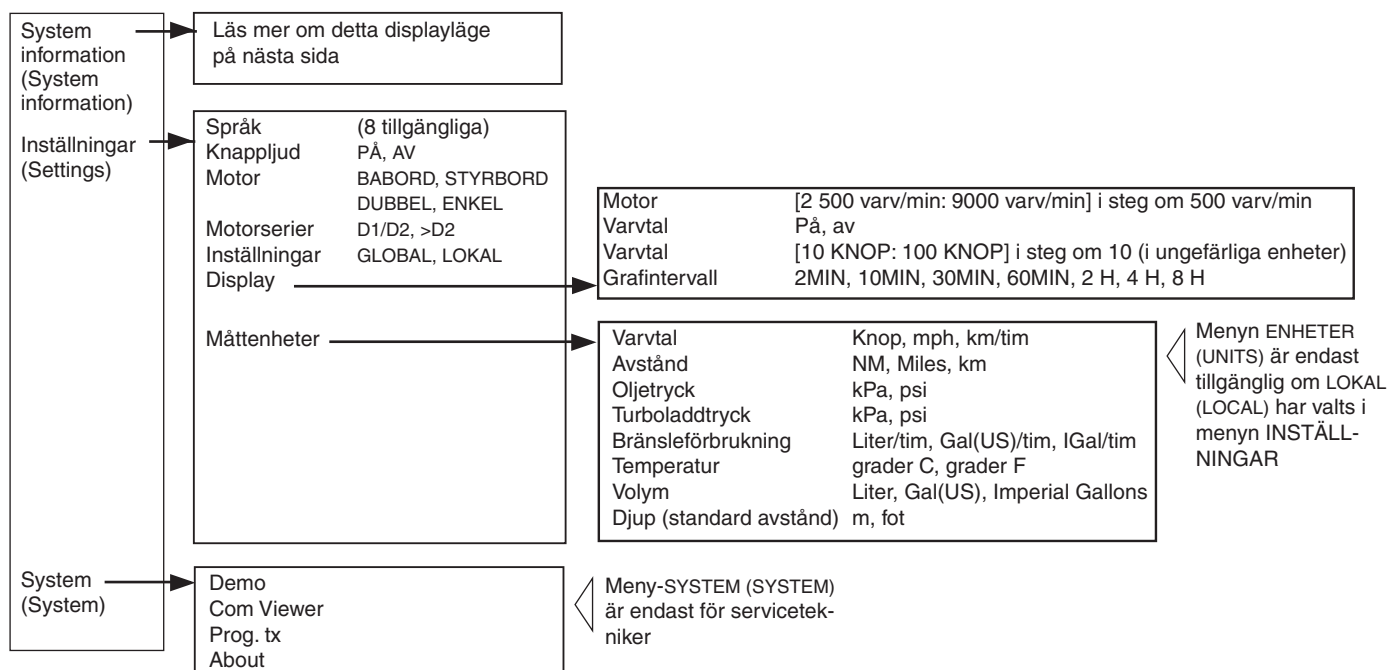 System
information
(System
information)
Läs mer om detta displayläge
på nästa sida
Inställningar
(Settings)
Språk (8 tillgängliga)
Knappljud PÅ, AV
Motor BABORD, STYRBORD
DUBBEL, ENKEL
Motorserier D1/D2, >D2
Inställningar GLOBAL, LOKAL
Display
Motor [2 500 varv/min: 9000 varv/min] i steg om 500 varv/min
Varvtal På, av
Varvtal [10 KNOP: 100 KNOP] i steg om 10 (i ungefärliga enheter)
Grafintervall 2MIN, 10MIN, 30MIN, 60MIN, 2 H, 4 H, 8 H
Måttenheter
Varvtal Knop, mph, km/tim
Avstånd NM, Miles, km
Oljetryck kPa, psi
Turboladdtryck kPa, psi
Bränsleförbrukning Liter/tim, Gal(US)/tim, IGal/tim
Temperatur grader C, grader F
Volym Liter, Gal(US), Imperial Gallons
Djup (standard avstånd) m, fot
Menyn ENHETER
(UNITS) är endast
tillgänglig om LOKAL
(LOCAL) har valts i
menyn INSTÄLL-
NINGAR
System
(System)
Demo
Com Viewer
Prog. tx
About
Meny-SYSTEM (SYSTEM)
är endast för servicetek-
niker